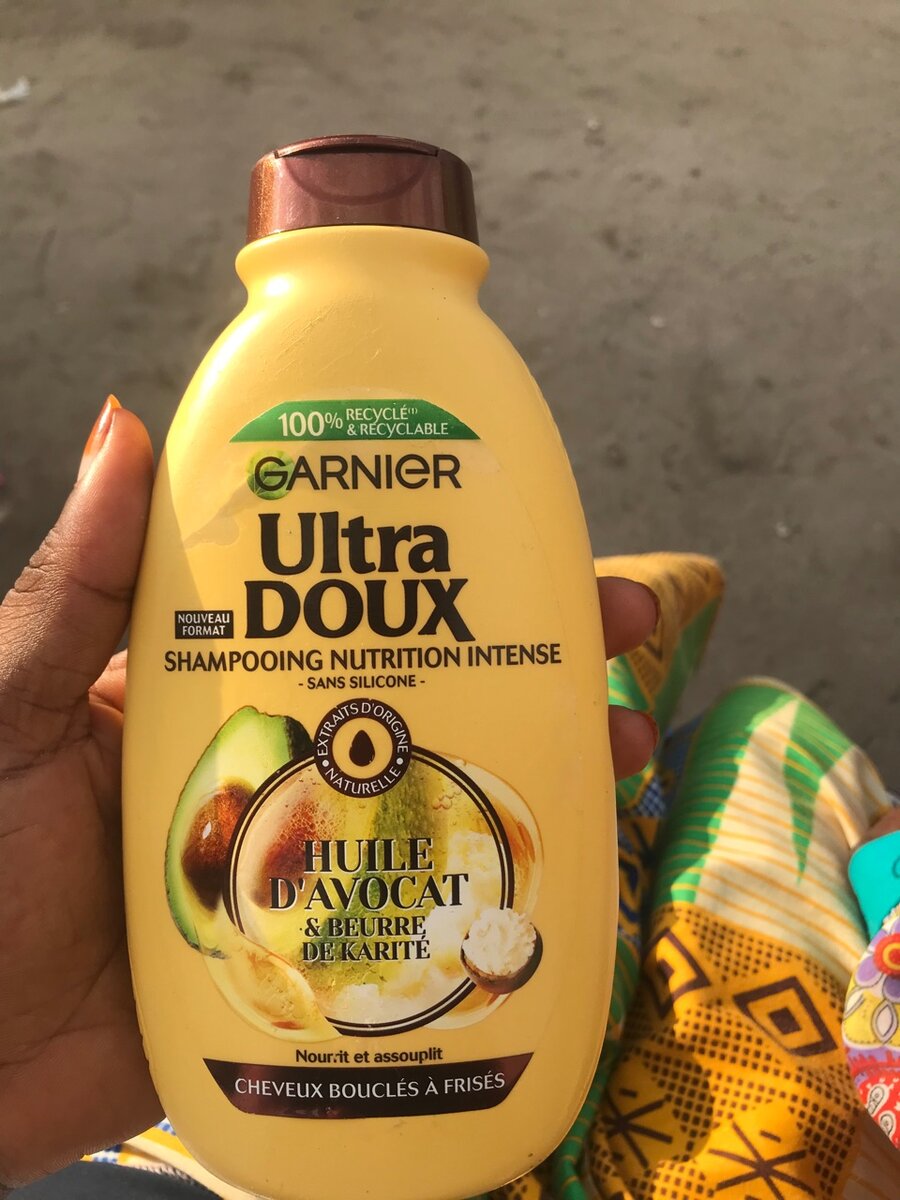 100% RECYCLÉ(1)
& RECYCLABLE
GARNIER
Ultra
DOUX
NOUVEAU
FORMAT
SHAMPOOING NUTRITION INTENSE
- SANS SILICONE -
EXTRAITS D'ORIGINE
• NATURELLE •
HUILE
D'AVOCAT
& BEURRE
DE KARITÉ
Nourrit et assouplit
CHEVEUX BOUCLÉS À FRISÉS